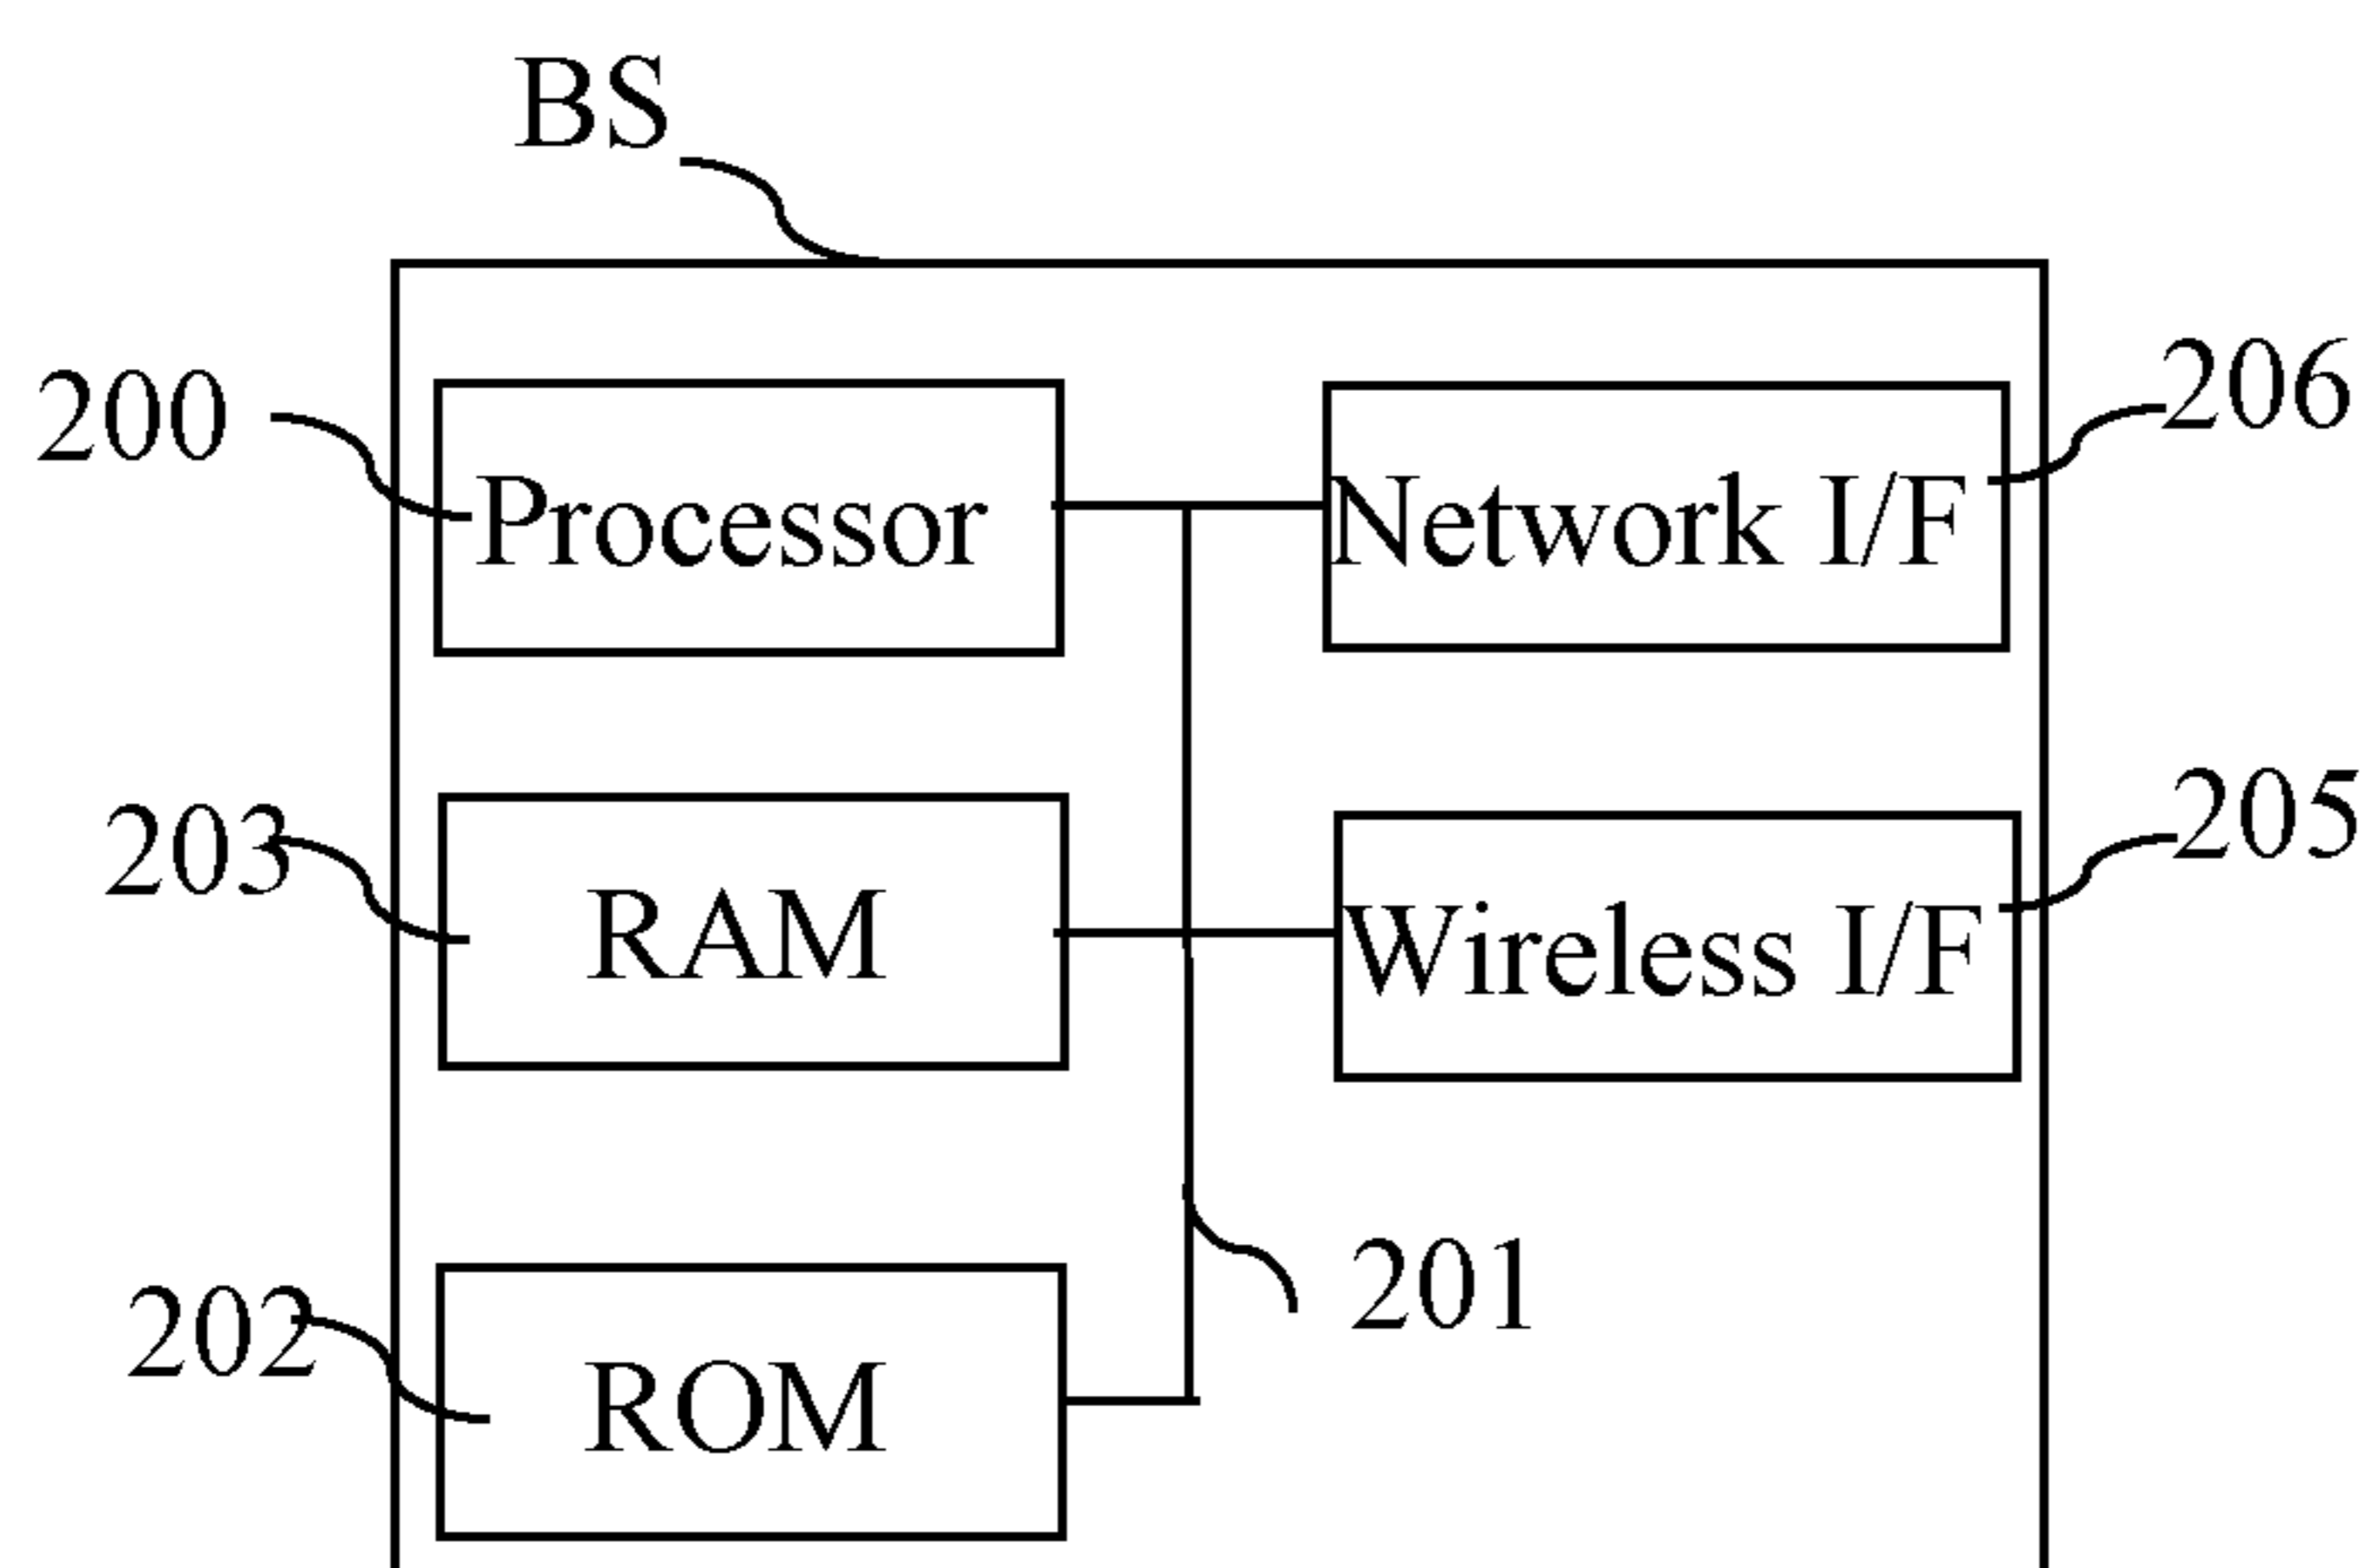 BS
200
Processor
Network I/F
206
203
RAM
Wireless I/F
205
202
ROM
201